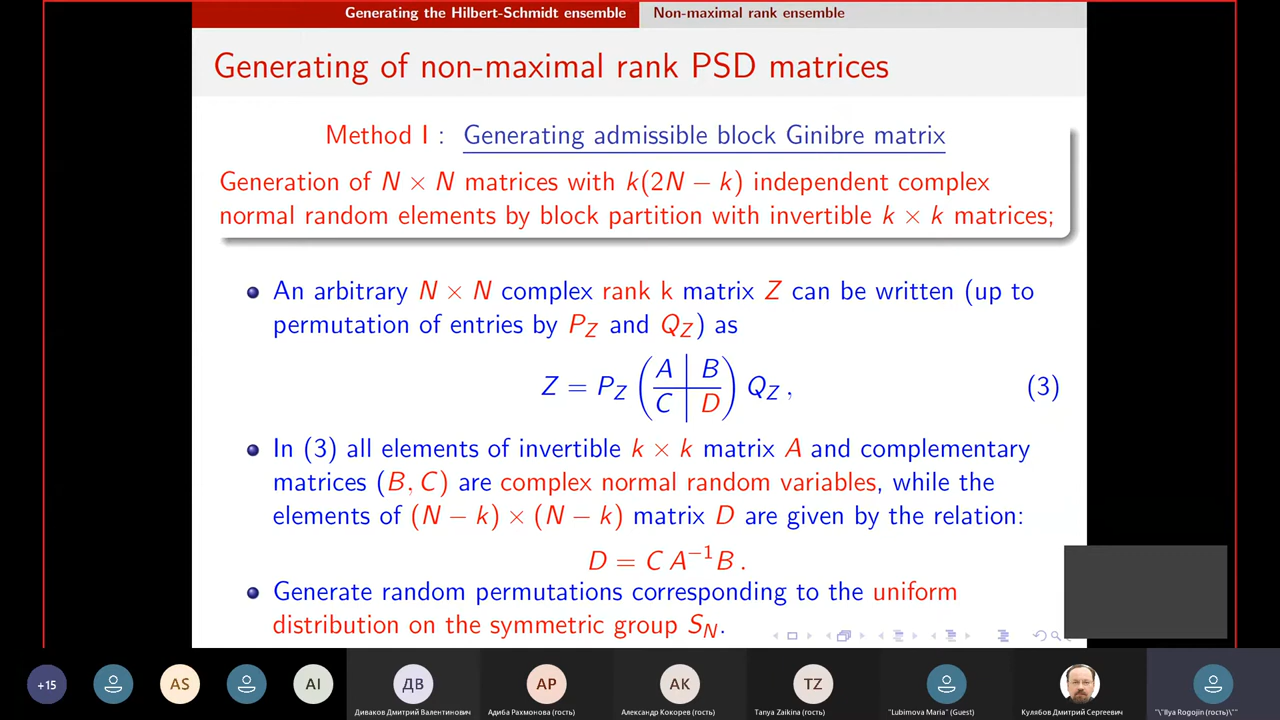 Generating the Hilbert-Schmidt ensemble Non-maximal rank ensemble
Generating of non-maximal rank PSD matrices
Method I : Generating admissible block Ginibre matrix
Generation of N × N matrices with k(2N − k) independent complex
normal random elements by block partition with invertible k × k matrices;
An arbitrary N × N complex rank k matrix Z can be written (up to
permutation of entries by P_Z and Q_Z) as
Z = P_Z ( A | B
C | D ) Q_Z , (3)
In (3) all elements of invertible k × k matrix A and complementary
matrices (B, C) are complex normal random variables, while the
elements of (N − k) × (N − k) matrix D are given by the relation:
D = C A⁻¹B .
Generate random permutations corresponding to the uniform
distribution on the symmetric group S_N.
+15 AS AI ДВ АР АК TZ
Диваков Дмитрий Валентинович Адиба Рахмонова (гость) Александр Кокорев (гость) Tanya Zaikina (гость) "Lubimova Maria" (Guest) Кулябов Дмитрий Сергеевич "\"Ilya Rogojin (гость)\""